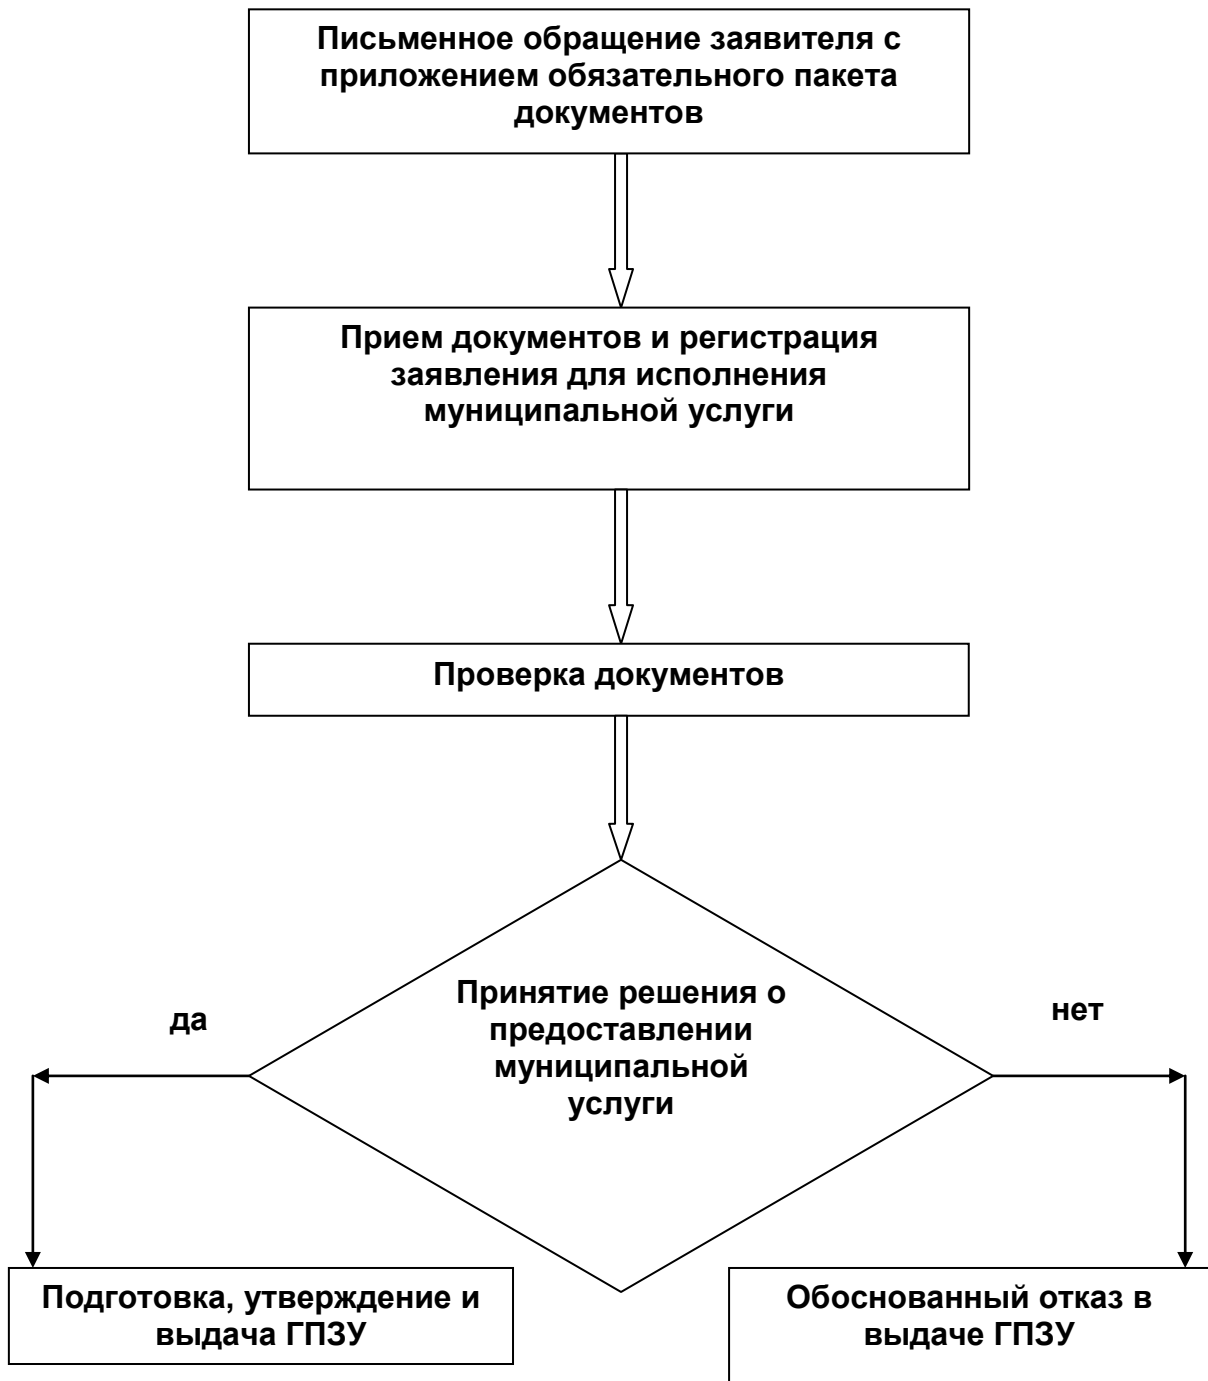 Письменное обращение заявителя с
приложением обязательного пакета
документов
Прием документов и регистрация
заявления для исполнения
муниципальной услуги
Проверка документов
Принятие решения о
предоставлении
муниципальной
услуги
да
нет
Подготовка, утверждение и
выдача ГПЗУ
Обоснованный отказ в
выдаче ГПЗУ